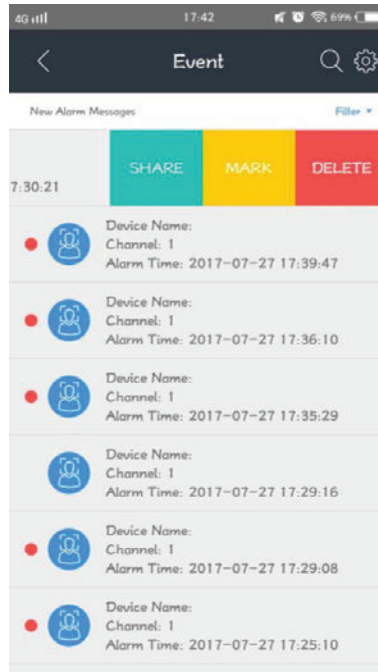 4G 17:42 69%
Event
New Alarm Messages Filler
7:30:21 SHARE MARK DELETE
Device Name:
Channel: 1
Alarm Time: 2017-07-27 17:39:47
Device Name:
Channel: 1
Alarm Time: 2017-07-27 17:36:10
Device Name:
Channel: 1
Alarm Time: 2017-07-27 17:35:29
Device Name:
Channel: 1
Alarm Time: 2017-07-27 17:29:16
Device Name:
Channel: 1
Alarm Time: 2017-07-27 17:29:08
Device Name:
Channel: 1
Alarm Time: 2017-07-27 17:25:10